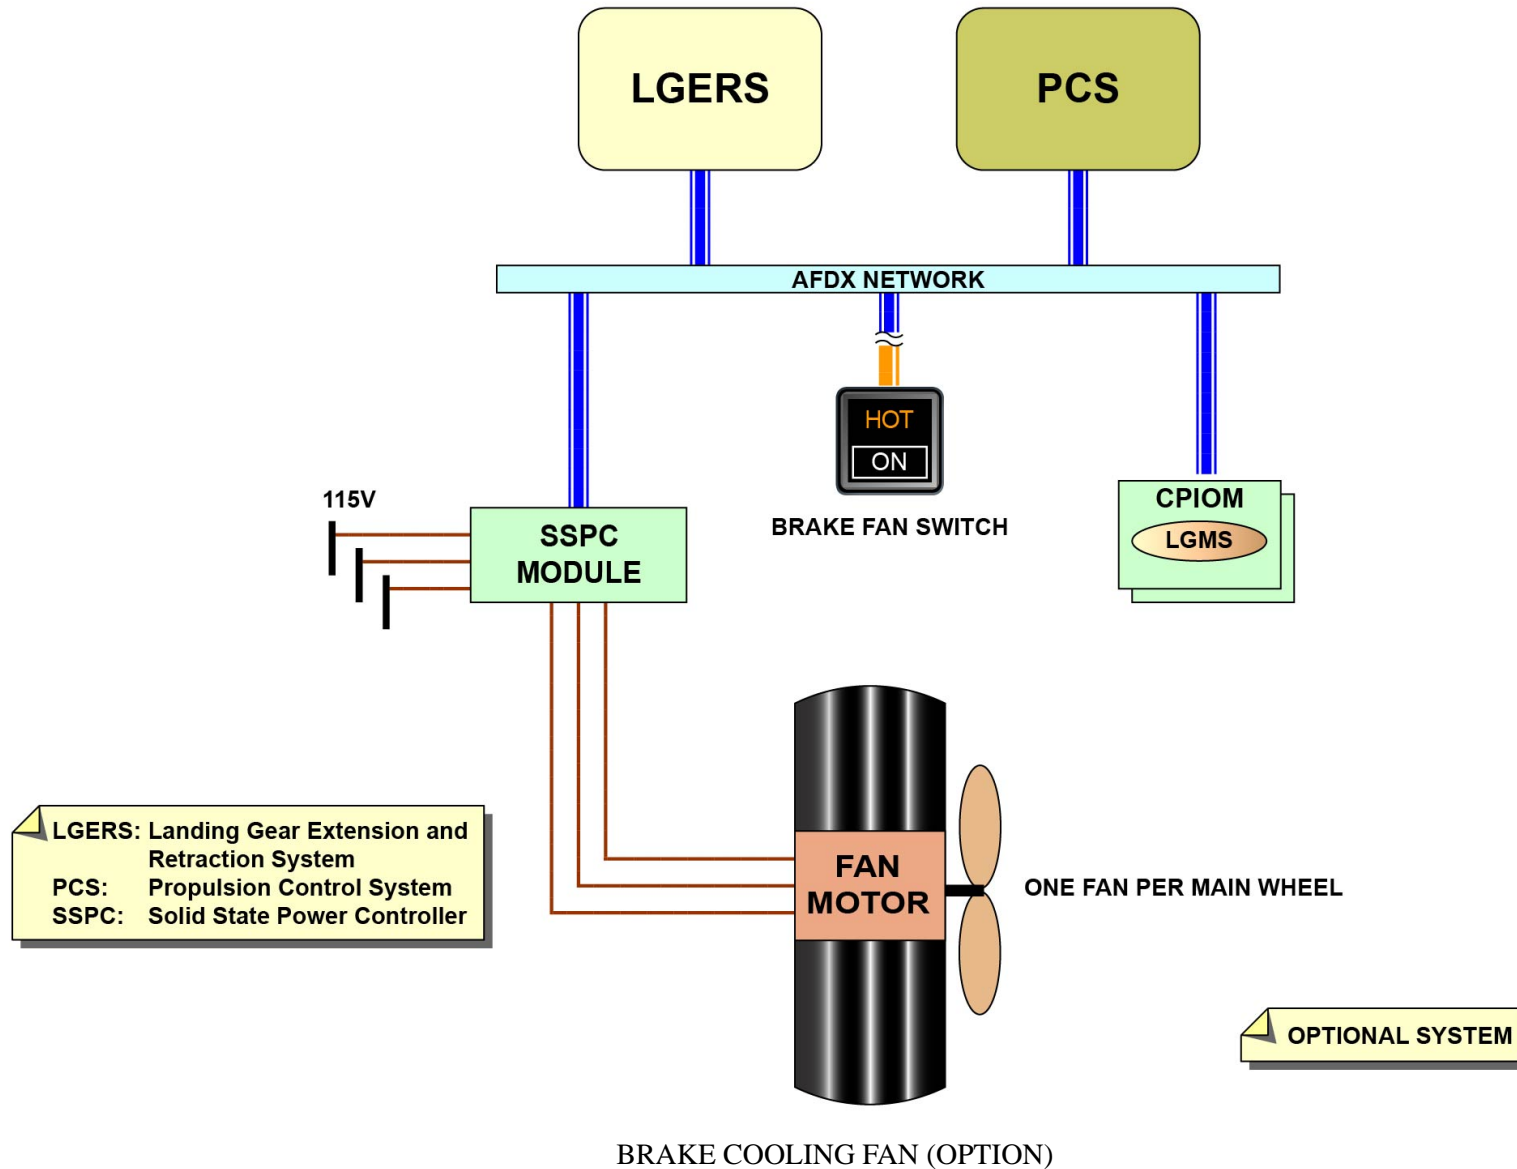 LGERS
PCS
AFDX NETWORK
HOT
ON
BRAKE FAN SWITCH
115V
SSPC
MODULE
CPIOM
LGMS
FAN
MOTOR
ONE FAN PER MAIN WHEEL
LGERS: Landing Gear Extension and
Retraction System
PCS: Propulsion Control System
SSPC: Solid State Power Controller
OPTIONAL SYSTEM
BRAKE COOLING FAN (OPTION)